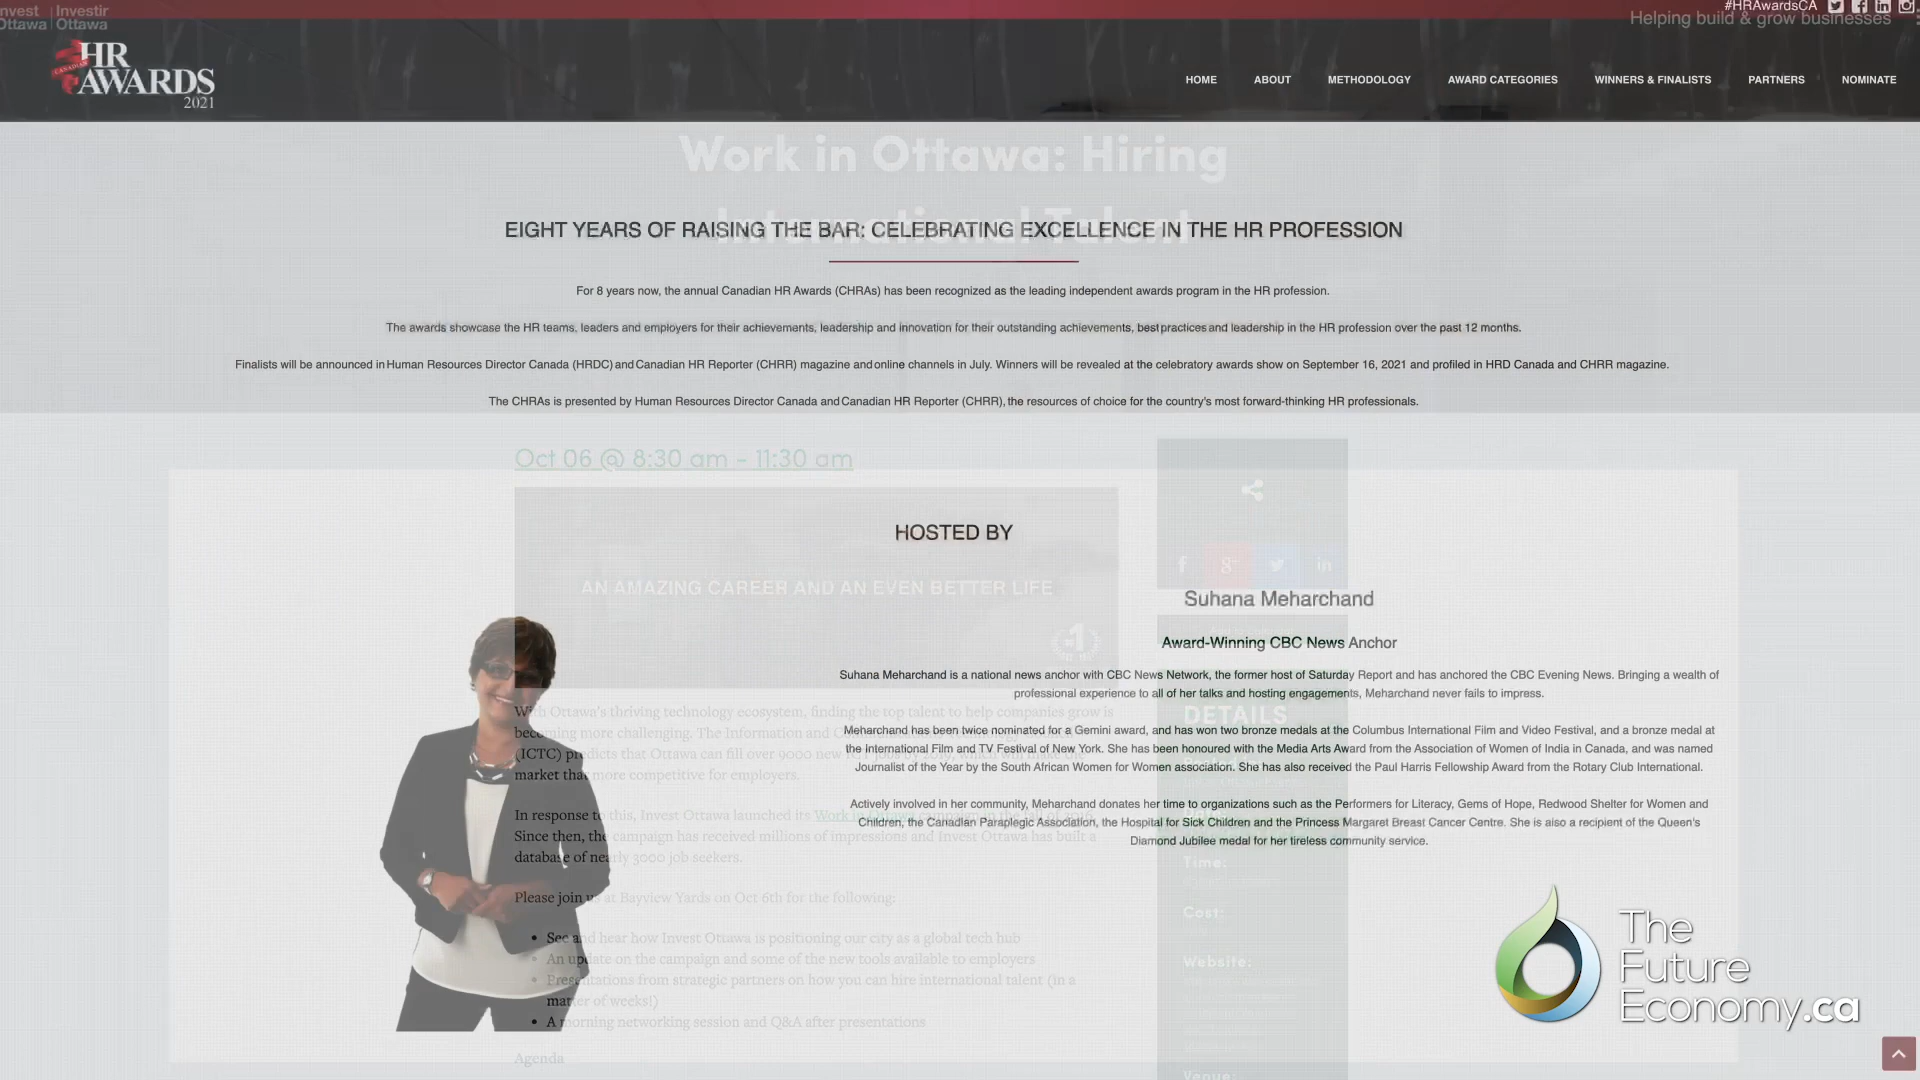 Invest Ottawa | Investir Ottawa
#HRAwardsCA
Helping build & grow businesses
HR
CANADIAN
AWARDS
2021
HOME ABOUT METHODOLOGY AWARD CATEGORIES WINNERS & FINALISTS PARTNERS NOMINATE
Work in Ottawa: Hiring
International Talent
EIGHT YEARS OF RAISING THE BAR: CELEBRATING EXCELLENCE IN THE HR PROFESSION
For 8 years now, the annual Canadian HR Awards (CHRAs) has been recognized as the leading independent awards program in the HR profession.
The awards showcase the HR teams, leaders and employers for their achievements, leadership and innovation for their outstanding achievements, best practices and leadership in the HR profession over the past 12 months.
Finalists will be announced in Human Resources Director Canada (HRDC) and Canadian HR Reporter (CHRR) magazine and online channels in July. Winners will be revealed at the celebratory awards show on September 16, 2021 and profiled in HRD Canada and CHRR magazine.
The CHRAs is presented by Human Resources Director Canada and Canadian HR Reporter (CHRR), the resources of choice for the country's most forward-thinking HR professionals.
Oct 06 @ 8:30 am - 11:30 am
HOSTED BY
AN AMAZING CAREER AND AN EVEN BETTER LIFE
Suhana Meharchand
Award-Winning CBC News Anchor
Suhana Meharchand is a national news anchor with CBC News Network, the former host of Saturday Report and has anchored the CBC Evening News. Bringing a wealth of
professional experience to all of her talks and hosting engagements, Meharchand never fails to impress.
Meharchand has been twice nominated for a Gemini award, and has won two bronze medals at the Columbus International Film and Video Festival, and a bronze medal at
the International Film and TV Festival of New York. She has been honoured with the Media Arts Award from the Association of Women of India in Canada, and was named
Journalist of the Year by the South African Women for Women association. She has also received the Paul Harris Fellowship Award from the Rotary Club International.
Actively involved in her community, Meharchand donates her time to organizations such as the Performers for Literacy, Gems of Hope, Redwood Shelter for Women and
Children, the Canadian Paraplegic Association, the Hospital for Sick Children and the Princess Margaret Breast Cancer Centre. She is also a recipient of the Queen's
Diamond Jubilee medal for her tireless community service.
With Ottawa's thriving technology ecosystem, finding the top talent to help companies grow is
becoming more challenging. The Information and
(ICTC) predicts that Ottawa can fill over 9000 new ICT jobs by 2019, which will make the
market that more competitive for employers.
In response to this, Invest Ottawa launched its Work in Ottawa campaign in the fall of 2016.
Since then, the campaign has received millions of impressions and Invest Ottawa has built a
database of nearly 3000 job seekers.
Please join us at Bayview Yards on Oct 6th for the following:
• See and hear how Invest Ottawa is positioning our city as a global tech hub
• An update on the campaign and some of the new tools available to employers
• Presentations from strategic partners on how you can hire international talent (in a
matter of weeks!)
• A morning networking session and Q&A after presentations
Agenda
DETAILS
Time:
Cost:
Website:
Venue:
The
Future
Economy.ca